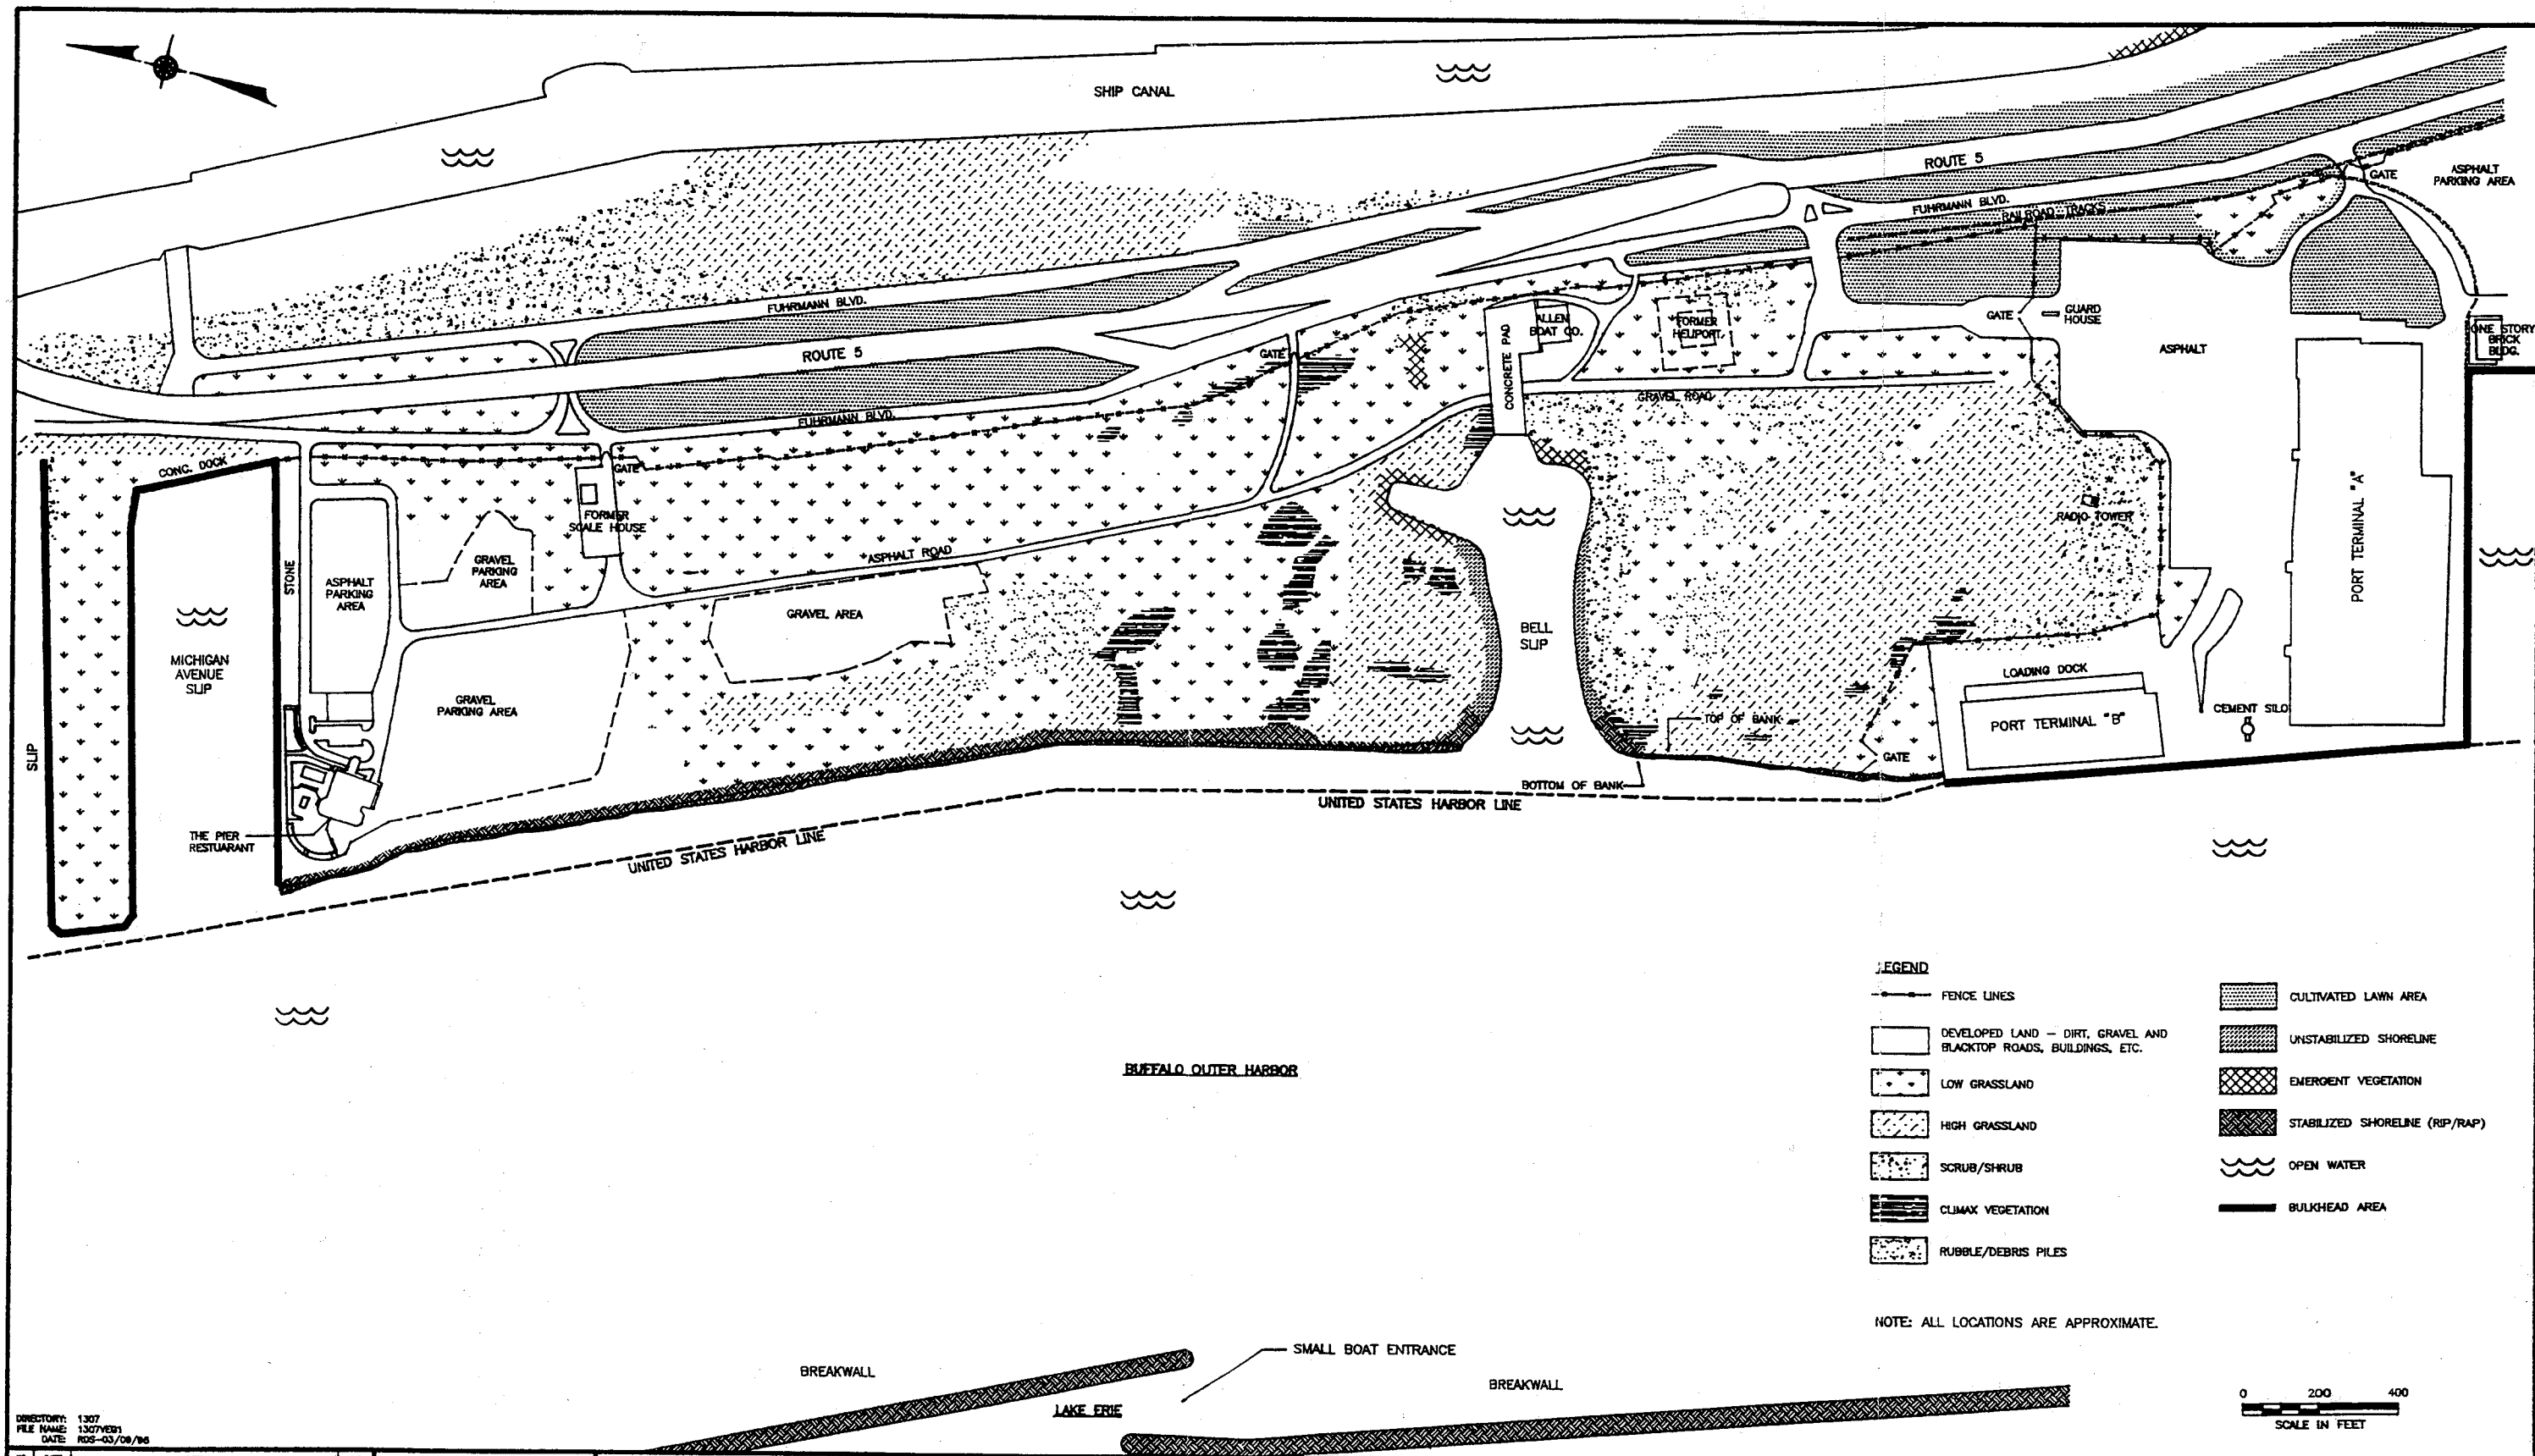 SHIP CANAL
ROUTE 5
FUHRMANN BLVD.
RAILROAD TRACKS
GATE
ASPHALT
PARKING AREA
FUHRMANN BLVD.
ROUTE 5
FUHRMANN BLVD.
GATE
CONCRETE PAD
ALLEN
BOAT CO.
FORMER
HELIPORT
GATE
GUARD
HOUSE
ASPHALT
ONE STORY
BRICK
BLDG.
GRAVEL ROAD
CONC. DOCK
GATE
FORMER
SCALE HOUSE
STONE
ASPHALT
PARKING
AREA
GRAVEL
PARKING
AREA
ASPHALT ROAD
GRAVEL AREA
RADIO TOWER
PORT TERMINAL "A"
MICHIGAN
AVENUE
SLIP
SLIP
GRAVEL
PARKING AREA
BELL
SLIP
LOADING DOCK
PORT TERMINAL "B"
CEMENT SILO
TOP OF BANK
GATE
BOTTOM OF BANK
THE PIER
RESTUARANT
UNITED STATES HARBOR LINE
UNITED STATES HARBOR LINE
BUFFALO OUTER HARBOR
LEGEND
FENCE LINES
DEVELOPED LAND – DIRT, GRAVEL AND
BLACKTOP ROADS, BUILDINGS, ETC.
LOW GRASSLAND
HIGH GRASSLAND
SCRUB/SHRUB
CLIMAX VEGETATION
RUBBLE/DEBRIS PILES
CULTIVATED LAWN AREA
UNSTABILIZED SHORELINE
EMERGENT VEGETATION
STABILIZED SHORELINE (RIP/RAP)
OPEN WATER
BULKHEAD AREA
NOTE: ALL LOCATIONS ARE APPROXIMATE.
SMALL BOAT ENTRANCE
BREAKWALL
BREAKWALL
LAKE ERIE
0 200 400
SCALE IN FEET
DIRECTORY: 1307
FILE NAME: 1307VEG1
DATE: RDS-03/08/96